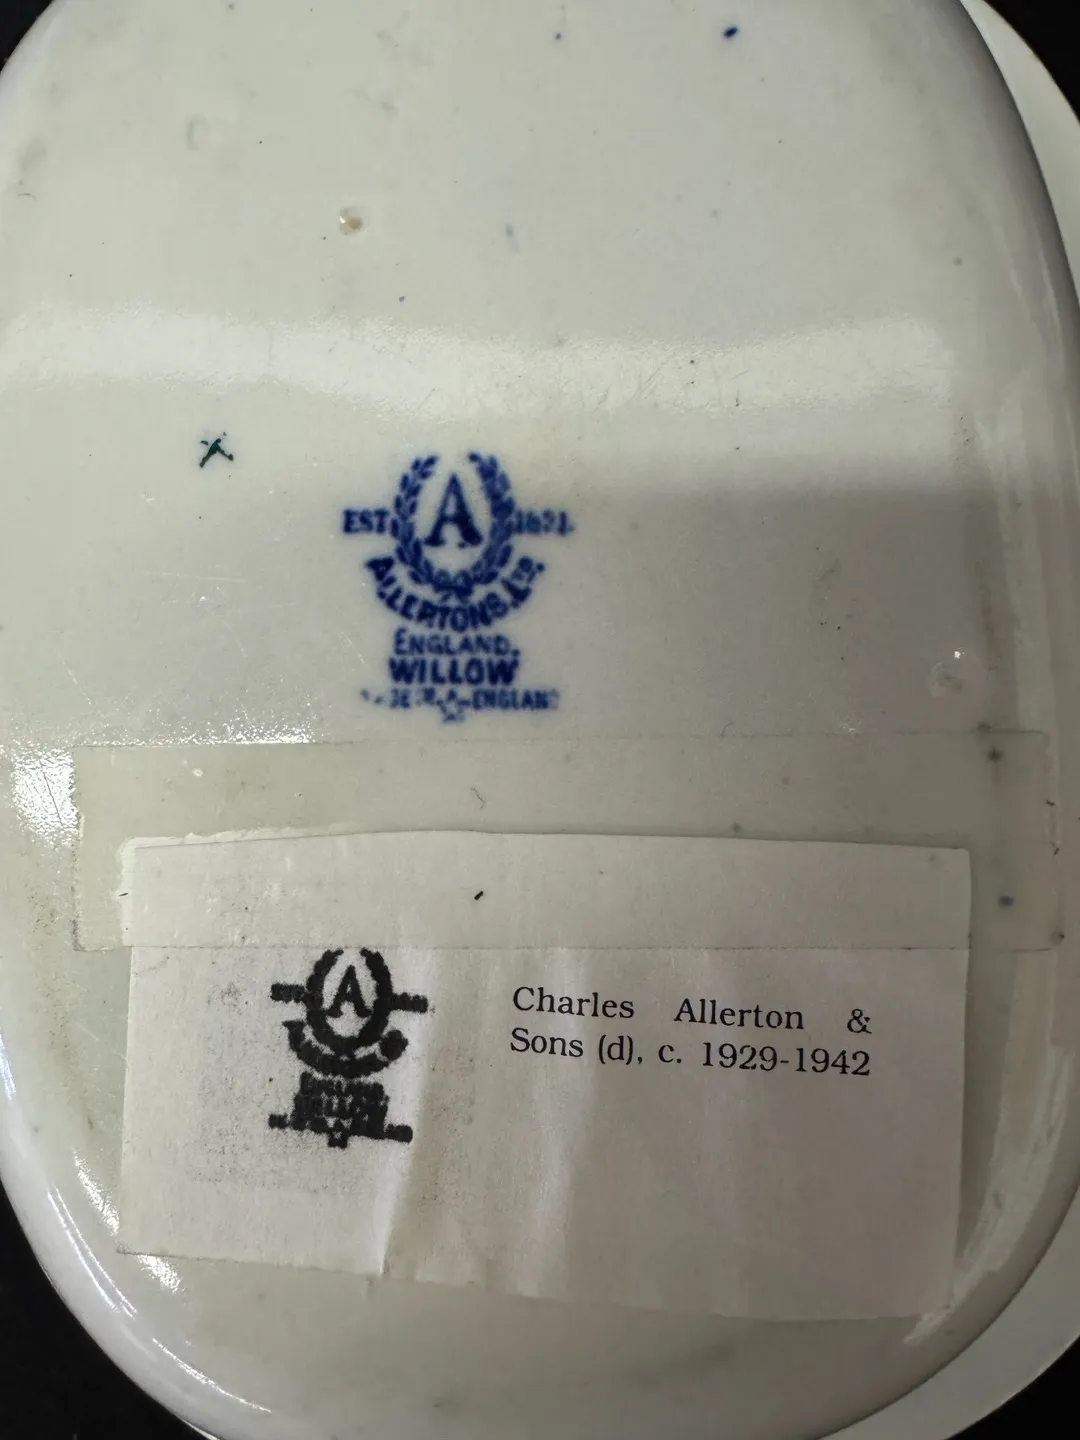 A
EST. 1831.
ALLERTONS, LTD
ENGLAND.
WILLOW
ENGLAND
A
Charles Allerton &
Sons (d), c. 1929-1942